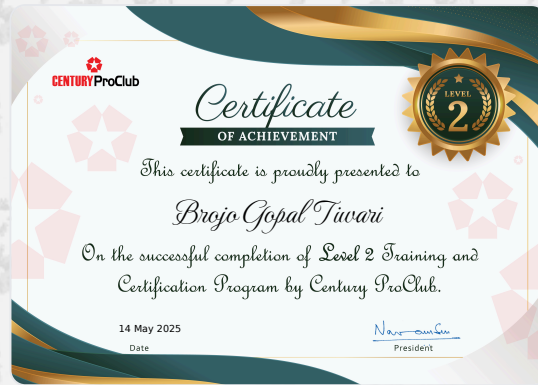 CENTURY ProClub
LEVEL
2
Certificate
OF ACHIEVEMENT
This certificate is proudly presented to
Brojo Gopal Tiwari
On the successful completion of Level 2 Training and
Certification Program by Century ProClub.
14 May 2025
Date
President